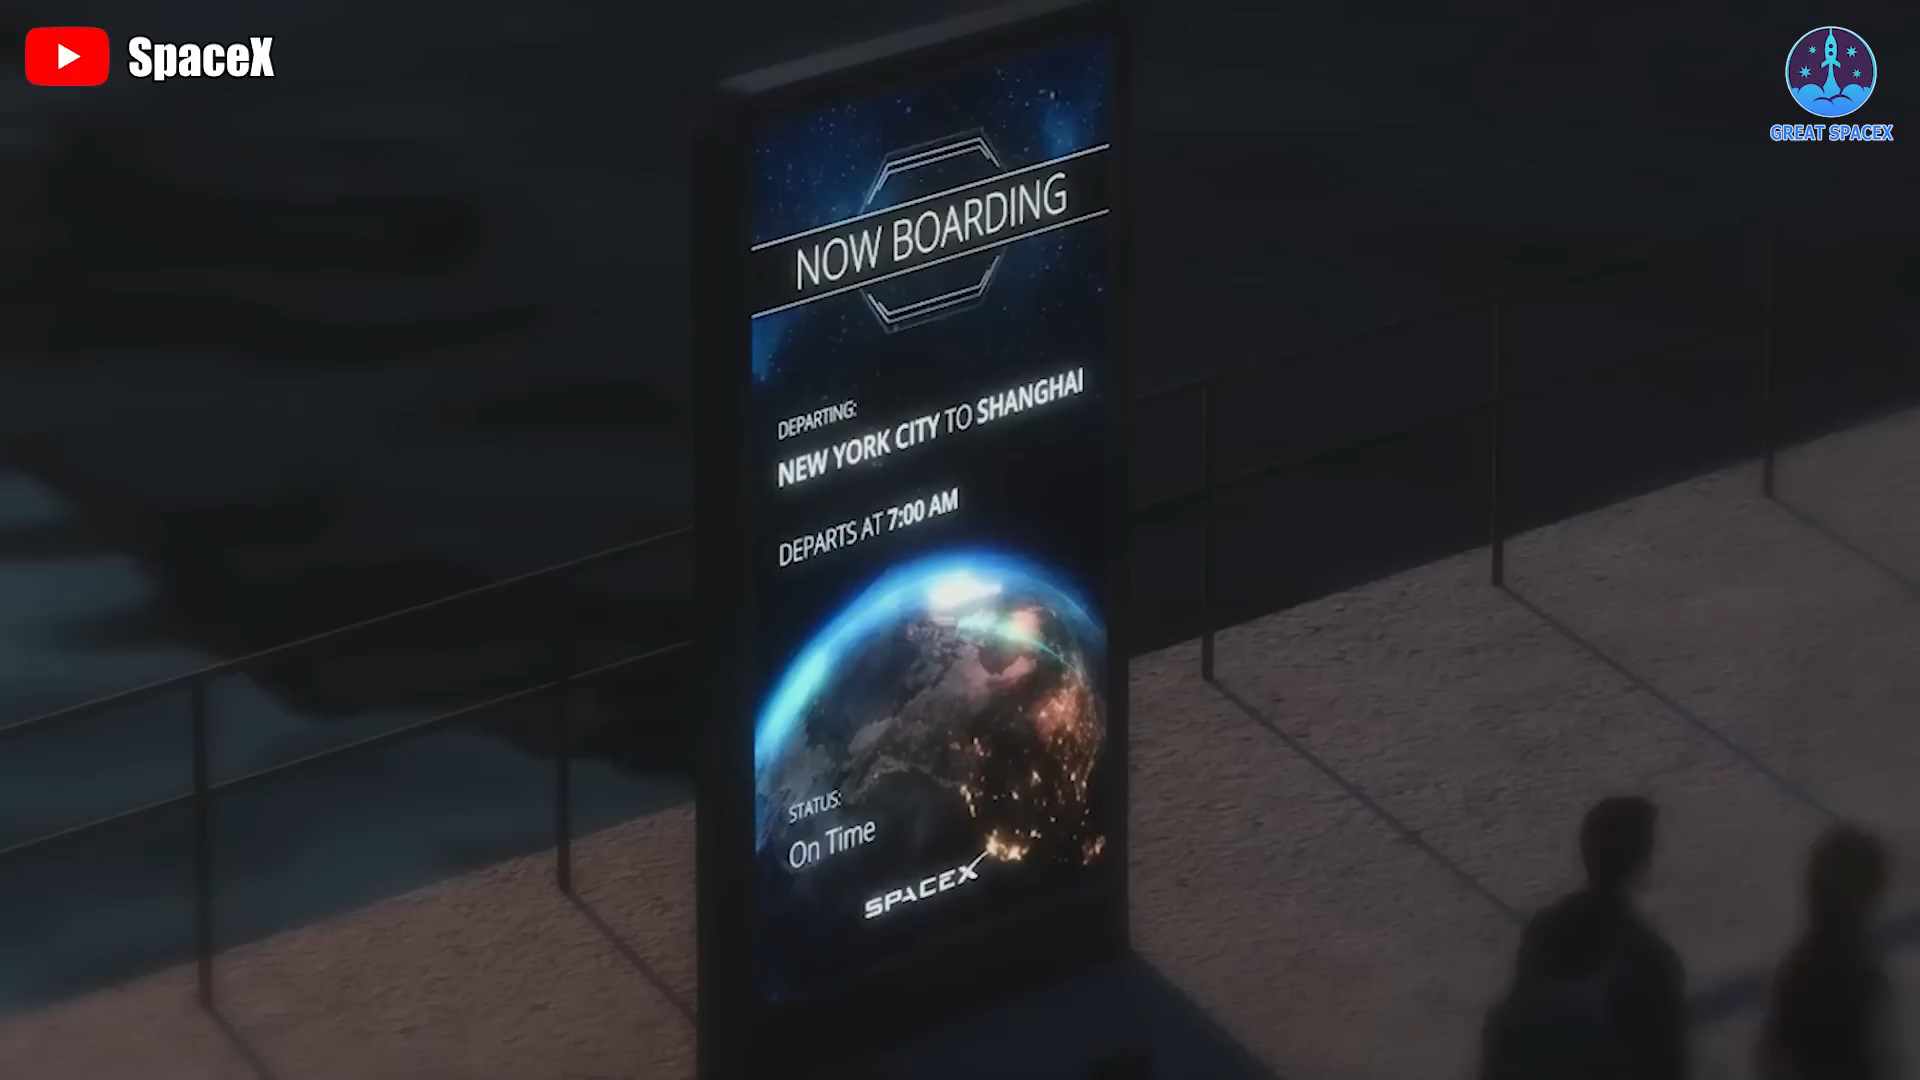 SpaceX
GREAT SPACEX
NOW BOARDING
DEPARTING:
NEW YORK CITY TO SHANGHAI
DEPARTS AT 7:00 AM
STATUS:
On Time
SPACEX